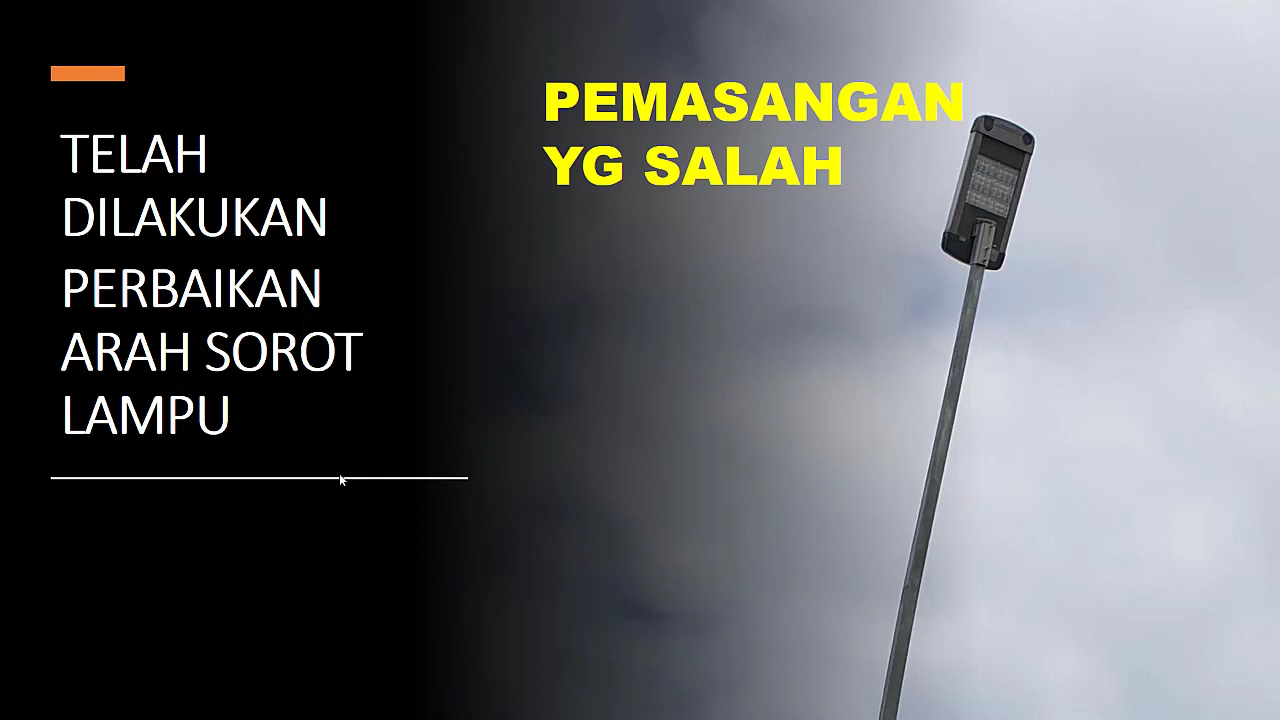 TELAH
DILAKUKAN
PERBAIKAN
ARAH SOROT
LAMPU
PEMASANGAN
YG SALAH